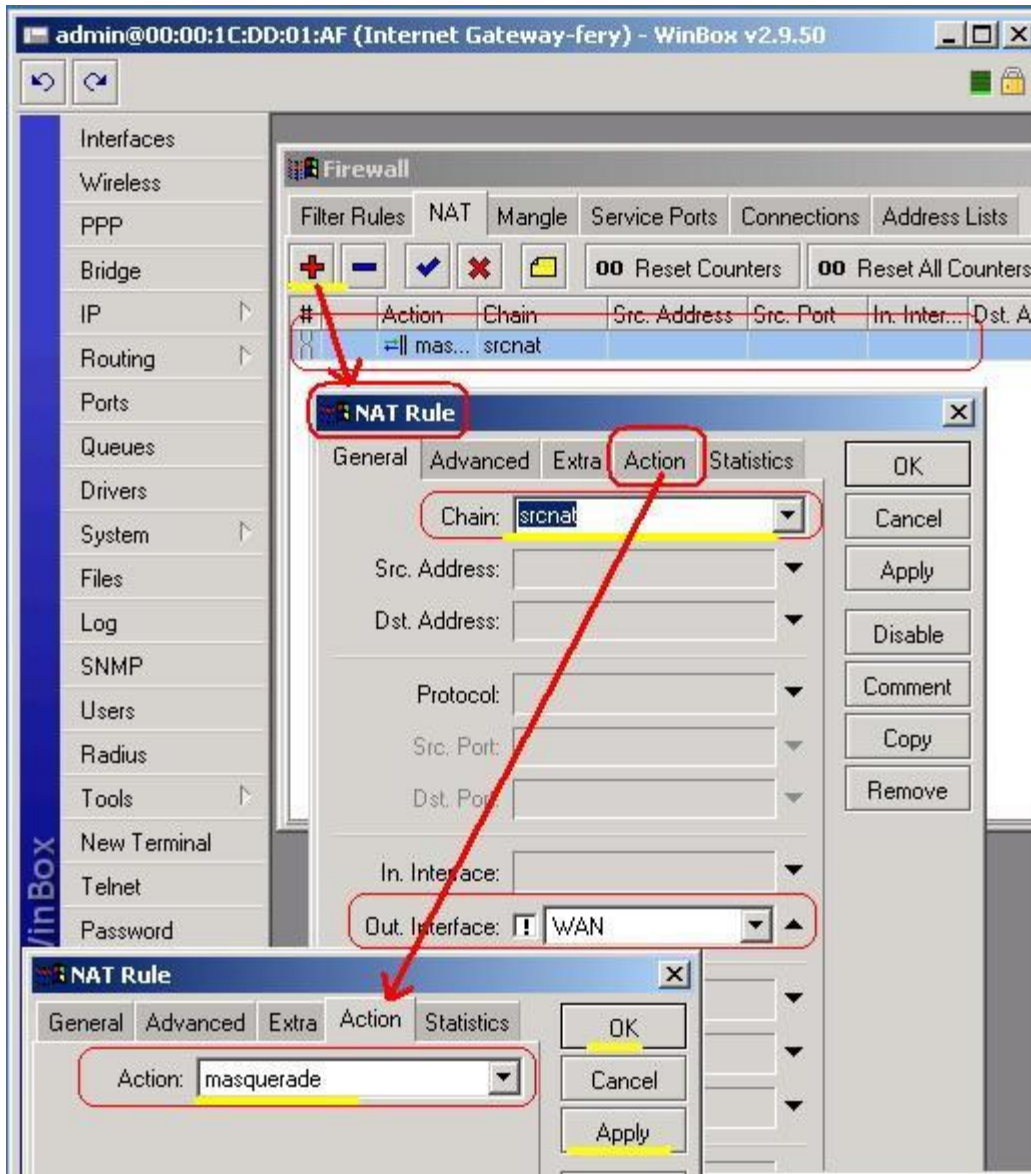 admin@00:00:1C:DD:01:AF (Internet Gateway-fery) - WinBox v2.9.50
Interfaces
Wireless
PPP
Bridge
IP
Routing
Ports
Queues
Drivers
System
Files
Log
SNMP
Users
Radius
Tools
New Terminal
Telnet
Password
WinBox
Firewall
Filter Rules NAT Mangle Service Ports Connections Address Lists
00 Reset Counters 00 Reset All Counters
# Action Chain Src. Address Src. Port In. Inter... Dst. A
mas... srcnat
NAT Rule
General Advanced Extra Action Statistics
Chain: srcnat
Src. Address:
Dst. Address:
Protocol:
Src. Port:
Dst. Port:
In. Interface:
Out. Interface: ! WAN
OK
Cancel
Apply
Disable
Comment
Copy
Remove
NAT Rule
General Advanced Extra Action Statistics
Action: masquerade
OK
Cancel
Apply